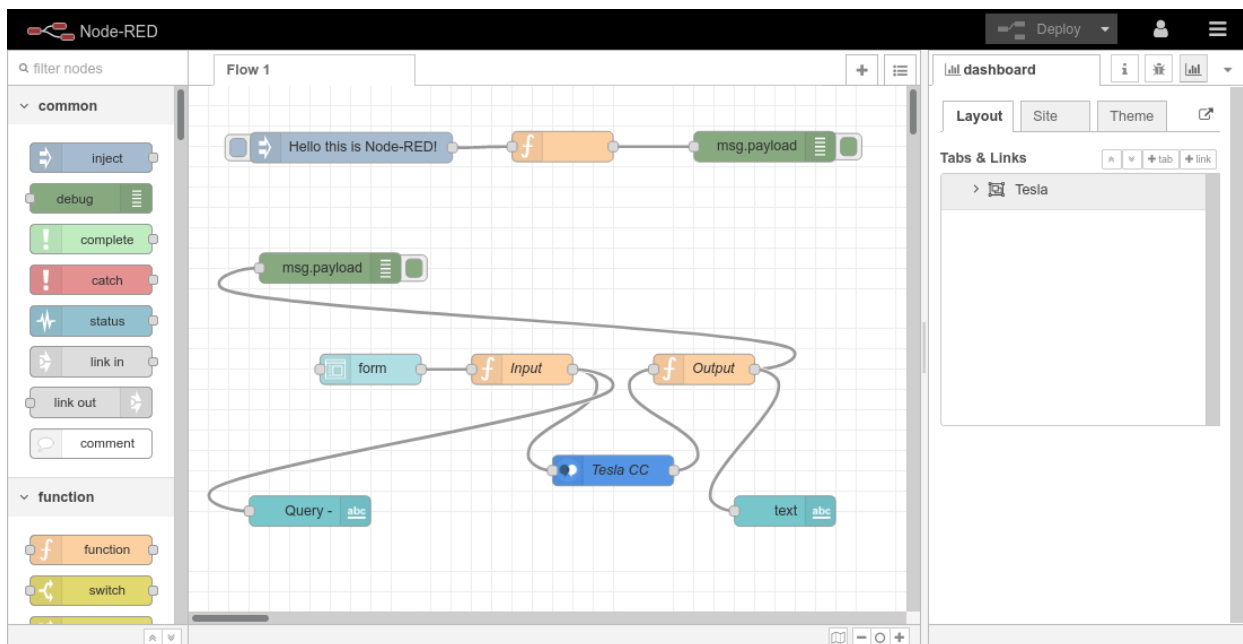 Node-RED
Deploy
filter nodes
Flow 1
dashboard
i
common
Layout
Site
Theme
inject
Hello this is Node-RED!
f
msg.payload
Tabs & Links
+ tab
+ link
debug
Tesla
complete
catch
msg.payload
status
link in
form
f
Input
f
Output
link out
comment
Tesla CC
function
Query -
abc
text
abc
f
function
switch